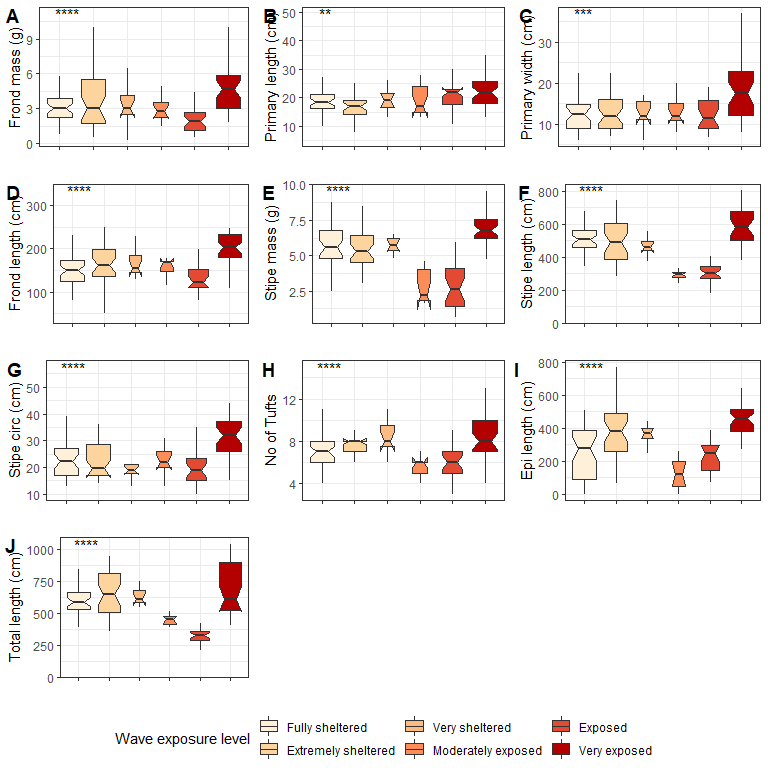 A
****
Frond mass (g)
9
6
3
0
B
**
Primary length (cm)
50
40
30
20
10
C
***
Primary width (cm)
30
20
10
D
****
Frond length (cm)
300
200
100
E
****
Stipe mass (g)
10.0
7.5
5.0
2.5
F
****
Stipe length (cm)
800
600
400
200
0
G
****
Stipe circ (cm)
50
40
30
20
10
H
****
No of Tufts
12
8
4
I
****
Epi length (cm)
800
600
400
200
0
J
****
Total length (cm)
1000
750
500
250
0
Wave exposure level
Fully sheltered
Very sheltered
Exposed
Extremely sheltered
Moderately exposed
Very exposed